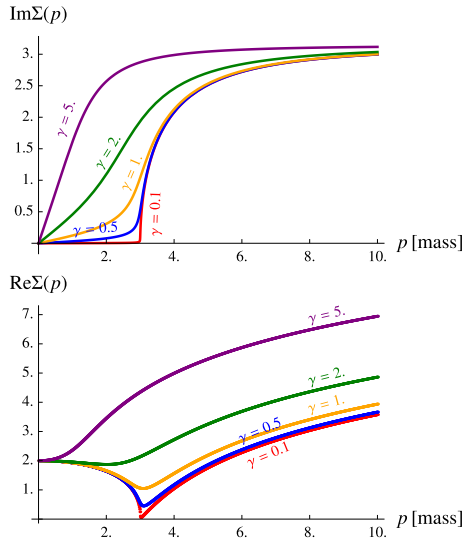 ImΣ(p)
3.
2.5
2.
1.5
1.
0.5
γ = 5.
γ = 2.
γ = 1.
γ = 0.5
γ = 0.1
2.
4.
6.
8.
10.
p [mass]
ReΣ(p)
7.
6.
5.
4.
3.
2.
1.
γ = 5.
γ = 2.
γ = 1.
γ = 0.5
γ = 0.1
2.
4.
6.
8.
10.
p [mass]